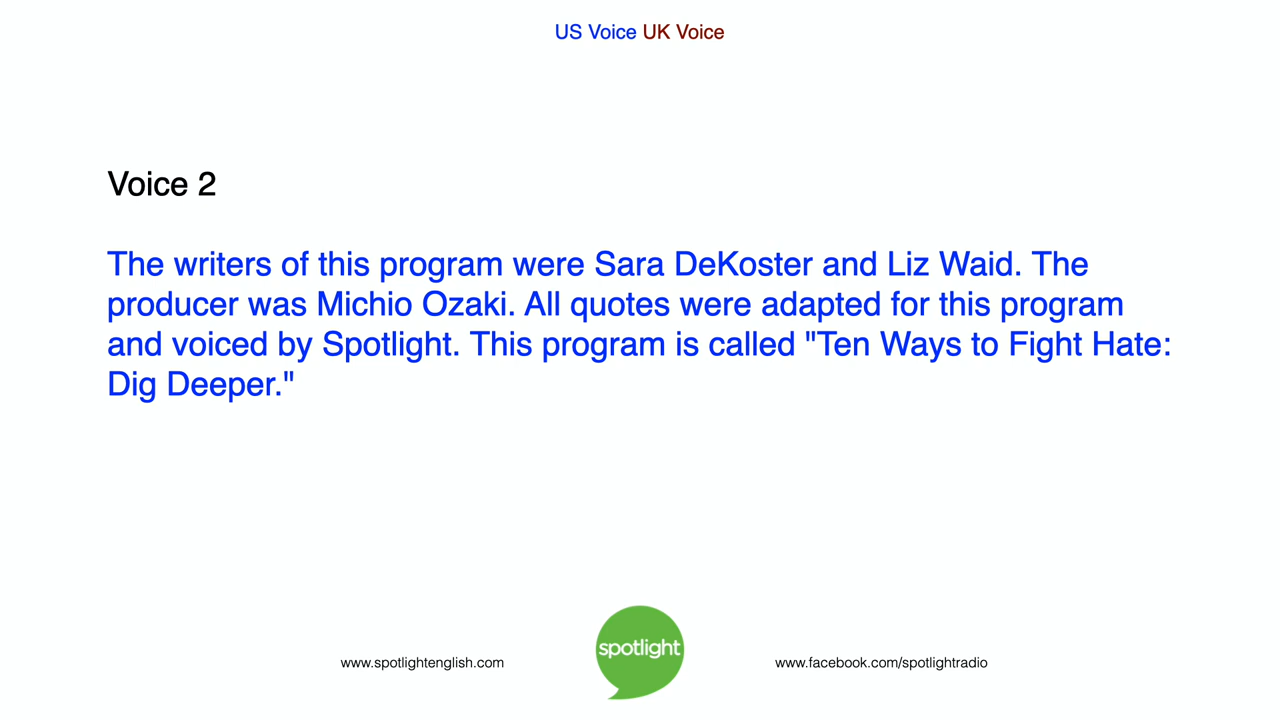 US Voice UK Voice
Voice 2
The writers of this program were Sara DeKoster and Liz Waid. The
producer was Michio Ozaki. All quotes were adapted for this program
and voiced by Spotlight. This program is called "Ten Ways to Fight Hate:
Dig Deeper."
www.spotlightenglish.com
spotlight
www.facebook.com/spotlightradio